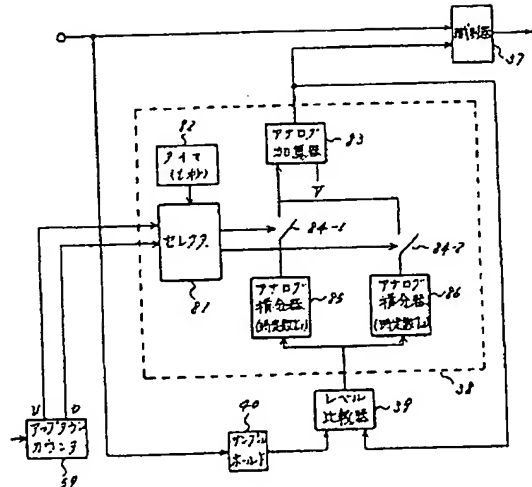 識別器
37
82
タイマ
(t秒)
アナログ
加算器
83
V
セレクタ
81
84-1
84-2
アナログ
積分器
85
アナログ
積分器
86
38
レベル
比較器
39
40
サンプル
ホールド
U D
アップダウン
カウンタ
59